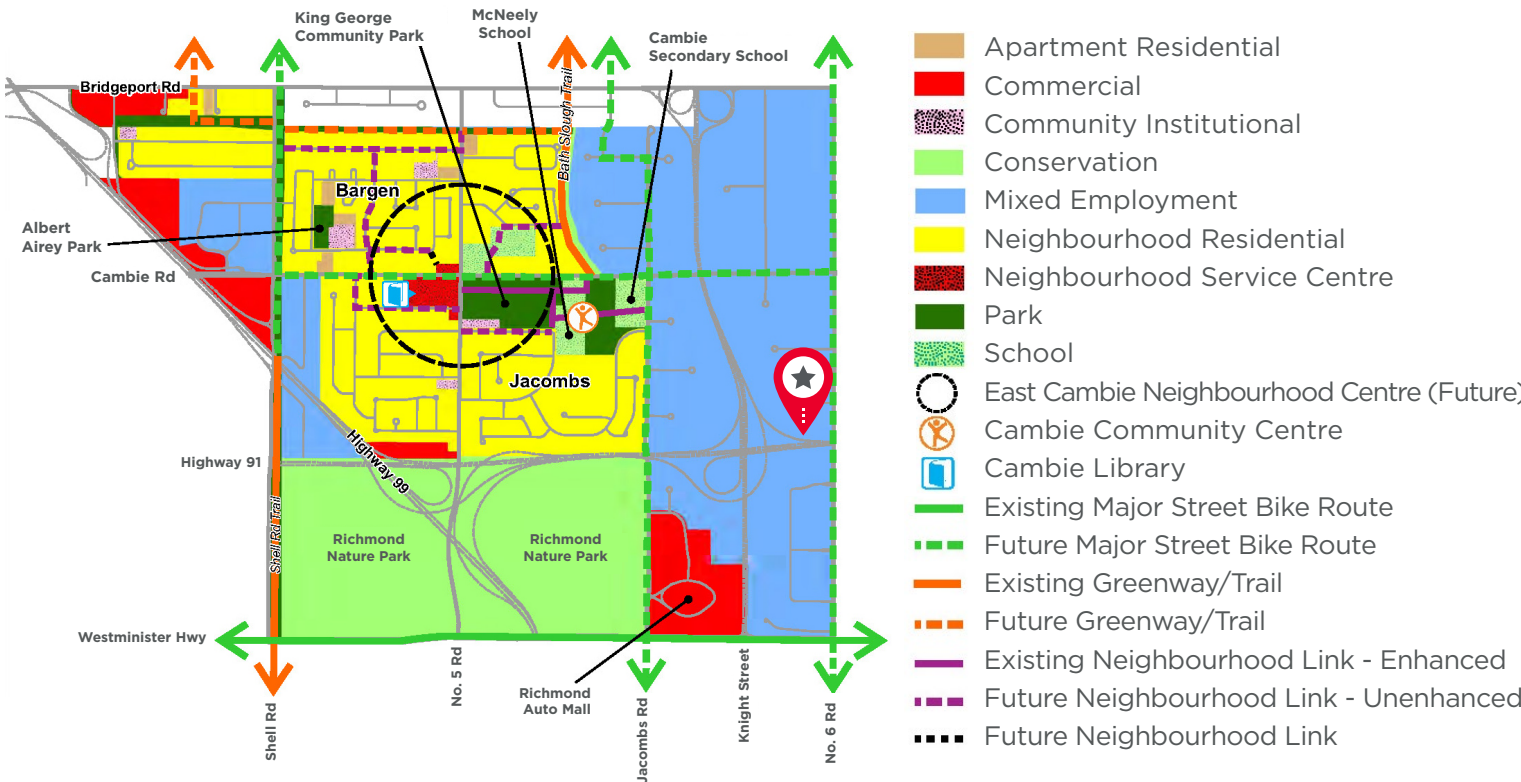 King George
Community Park
McNeely
School
Cambie
Secondary School
Bridgeport Rd
Bath Slough Trail
Bargen
Albert
Airey Park
Cambie Rd
Jacombs
Highway 91
Highway 99
Shell Rd Trail
Richmond
Nature Park
Richmond
Nature Park
Westminister Hwy
Richmond
Auto Mall
Shell Rd
No. 5 Rd
Jacombs Rd
Knight Street
No. 6 Rd
Apartment Residential
Commercial
Community Institutional
Conservation
Mixed Employment
Neighbourhood Residential
Neighbourhood Service Centre
Park
School
East Cambie Neighbourhood Centre (Future)
Cambie Community Centre
Cambie Library
Existing Major Street Bike Route
Future Major Street Bike Route
Existing Greenway/Trail
Future Greenway/Trail
Existing Neighbourhood Link - Enhanced
Future Neighbourhood Link - Unenhanced
Future Neighbourhood Link